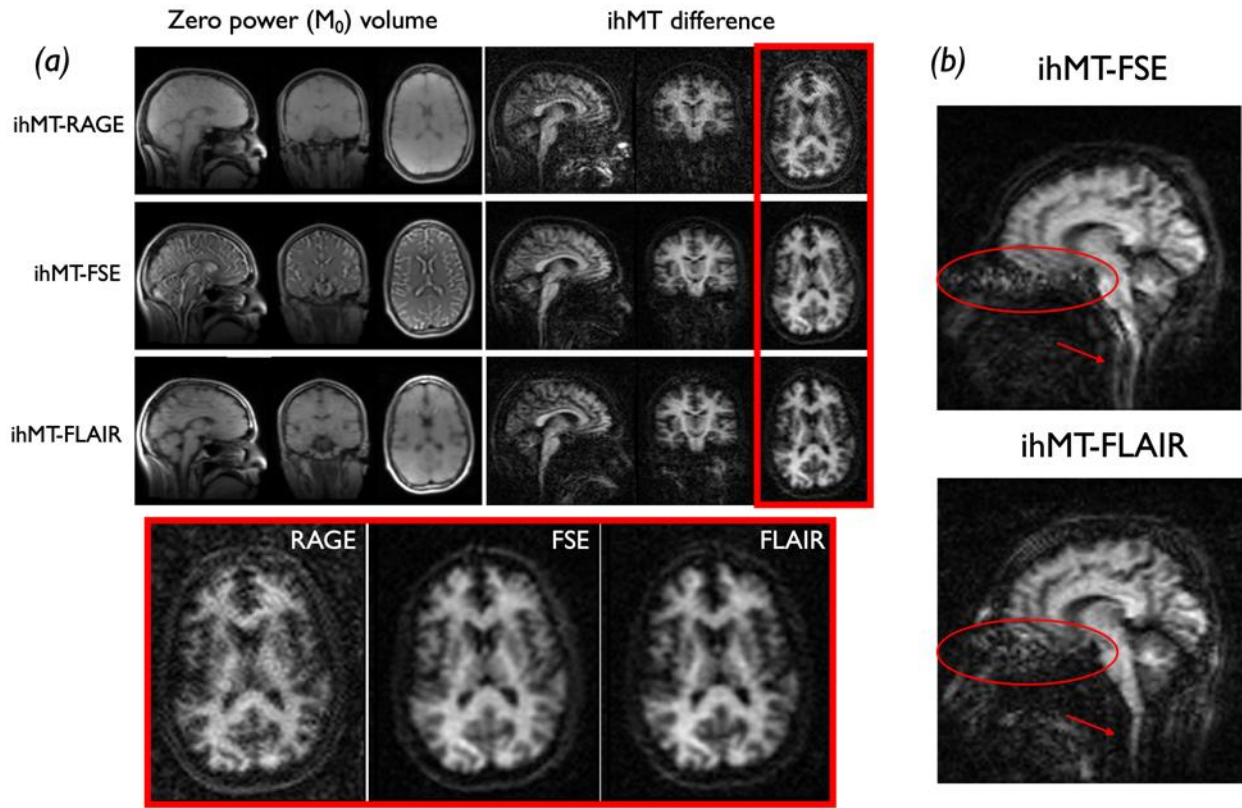 Zero power (M₀) volume
ihMT difference
(a)
ihMT-RAGE
ihMT-FSE
ihMT-FLAIR
RAGE
FSE
FLAIR
(b)
ihMT-FSE
ihMT-FLAIR